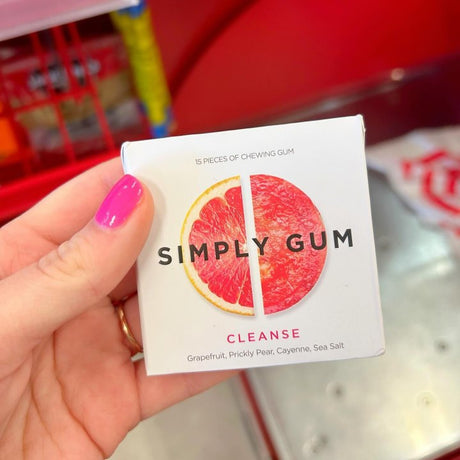 15 PIECES OF CHEWING GUM
SIMPLY GUM
CLEANSE
Grapefruit, Prickly Pear, Cayenne, Sea Salt